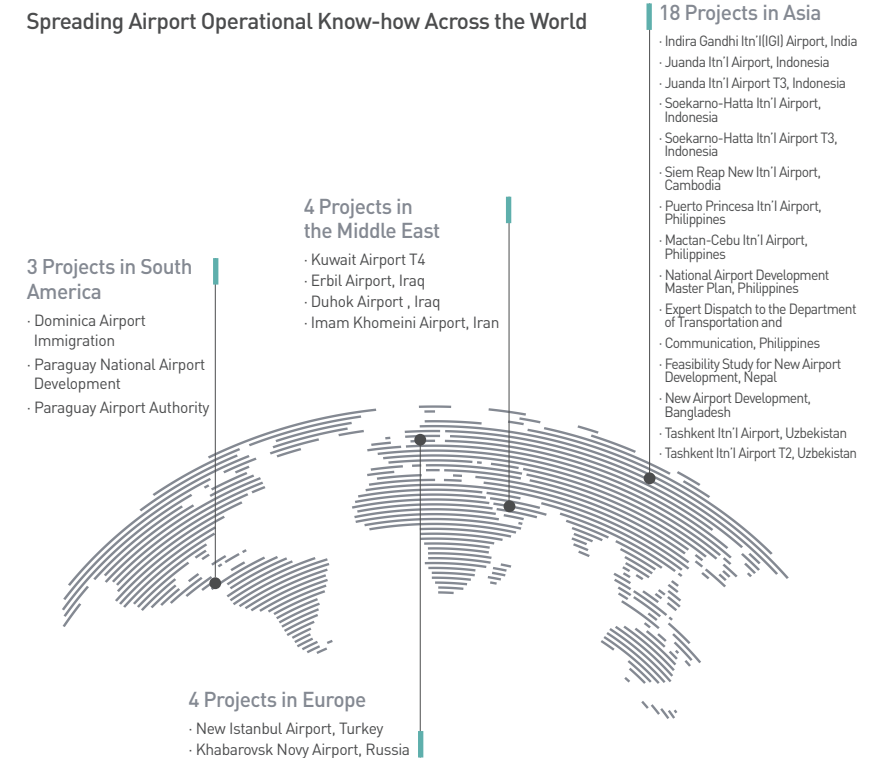 Spreading Airport Operational Know-how Across the World
18 Projects in Asia
· Indira Gandhi Itn'l(IGI) Airport, India
· Juanda Itn'l Airport, Indonesia
· Juanda Itn'l Airport T3, Indonesia
· Soekarno-Hatta Itn'l Airport,
Indonesia
· Soekarno-Hatta Itn'l Airport T3,
Indonesia
· Siem Reap New Itn'l Airport,
Cambodia
· Puerto Princesa Itn'l Airport,
Philippines
· Mactan-Cebu Itn'l Airport,
Philippines
· National Airport Development
Master Plan, Philippines
· Expert Dispatch to the Department
of Transportation and
· Communication, Philippines
· Feasibility Study for New Airport
Development, Nepal
· New Airport Development,
Bangladesh
· Tashkent Itn'l Airport, Uzbekistan
· Tashkent Itn'l Airport T2, Uzbekistan
4 Projects in
the Middle East
· Kuwait Airport T4
· Erbil Airport, Iraq
· Duhok Airport , Iraq
· Imam Khomeini Airport, Iran
3 Projects in South
America
· Dominica Airport
Immigration
· Paraguay National Airport
Development
· Paraguay Airport Authority
4 Projects in Europe
· New Istanbul Airport, Turkey
· Khabarovsk Novy Airport, Russia